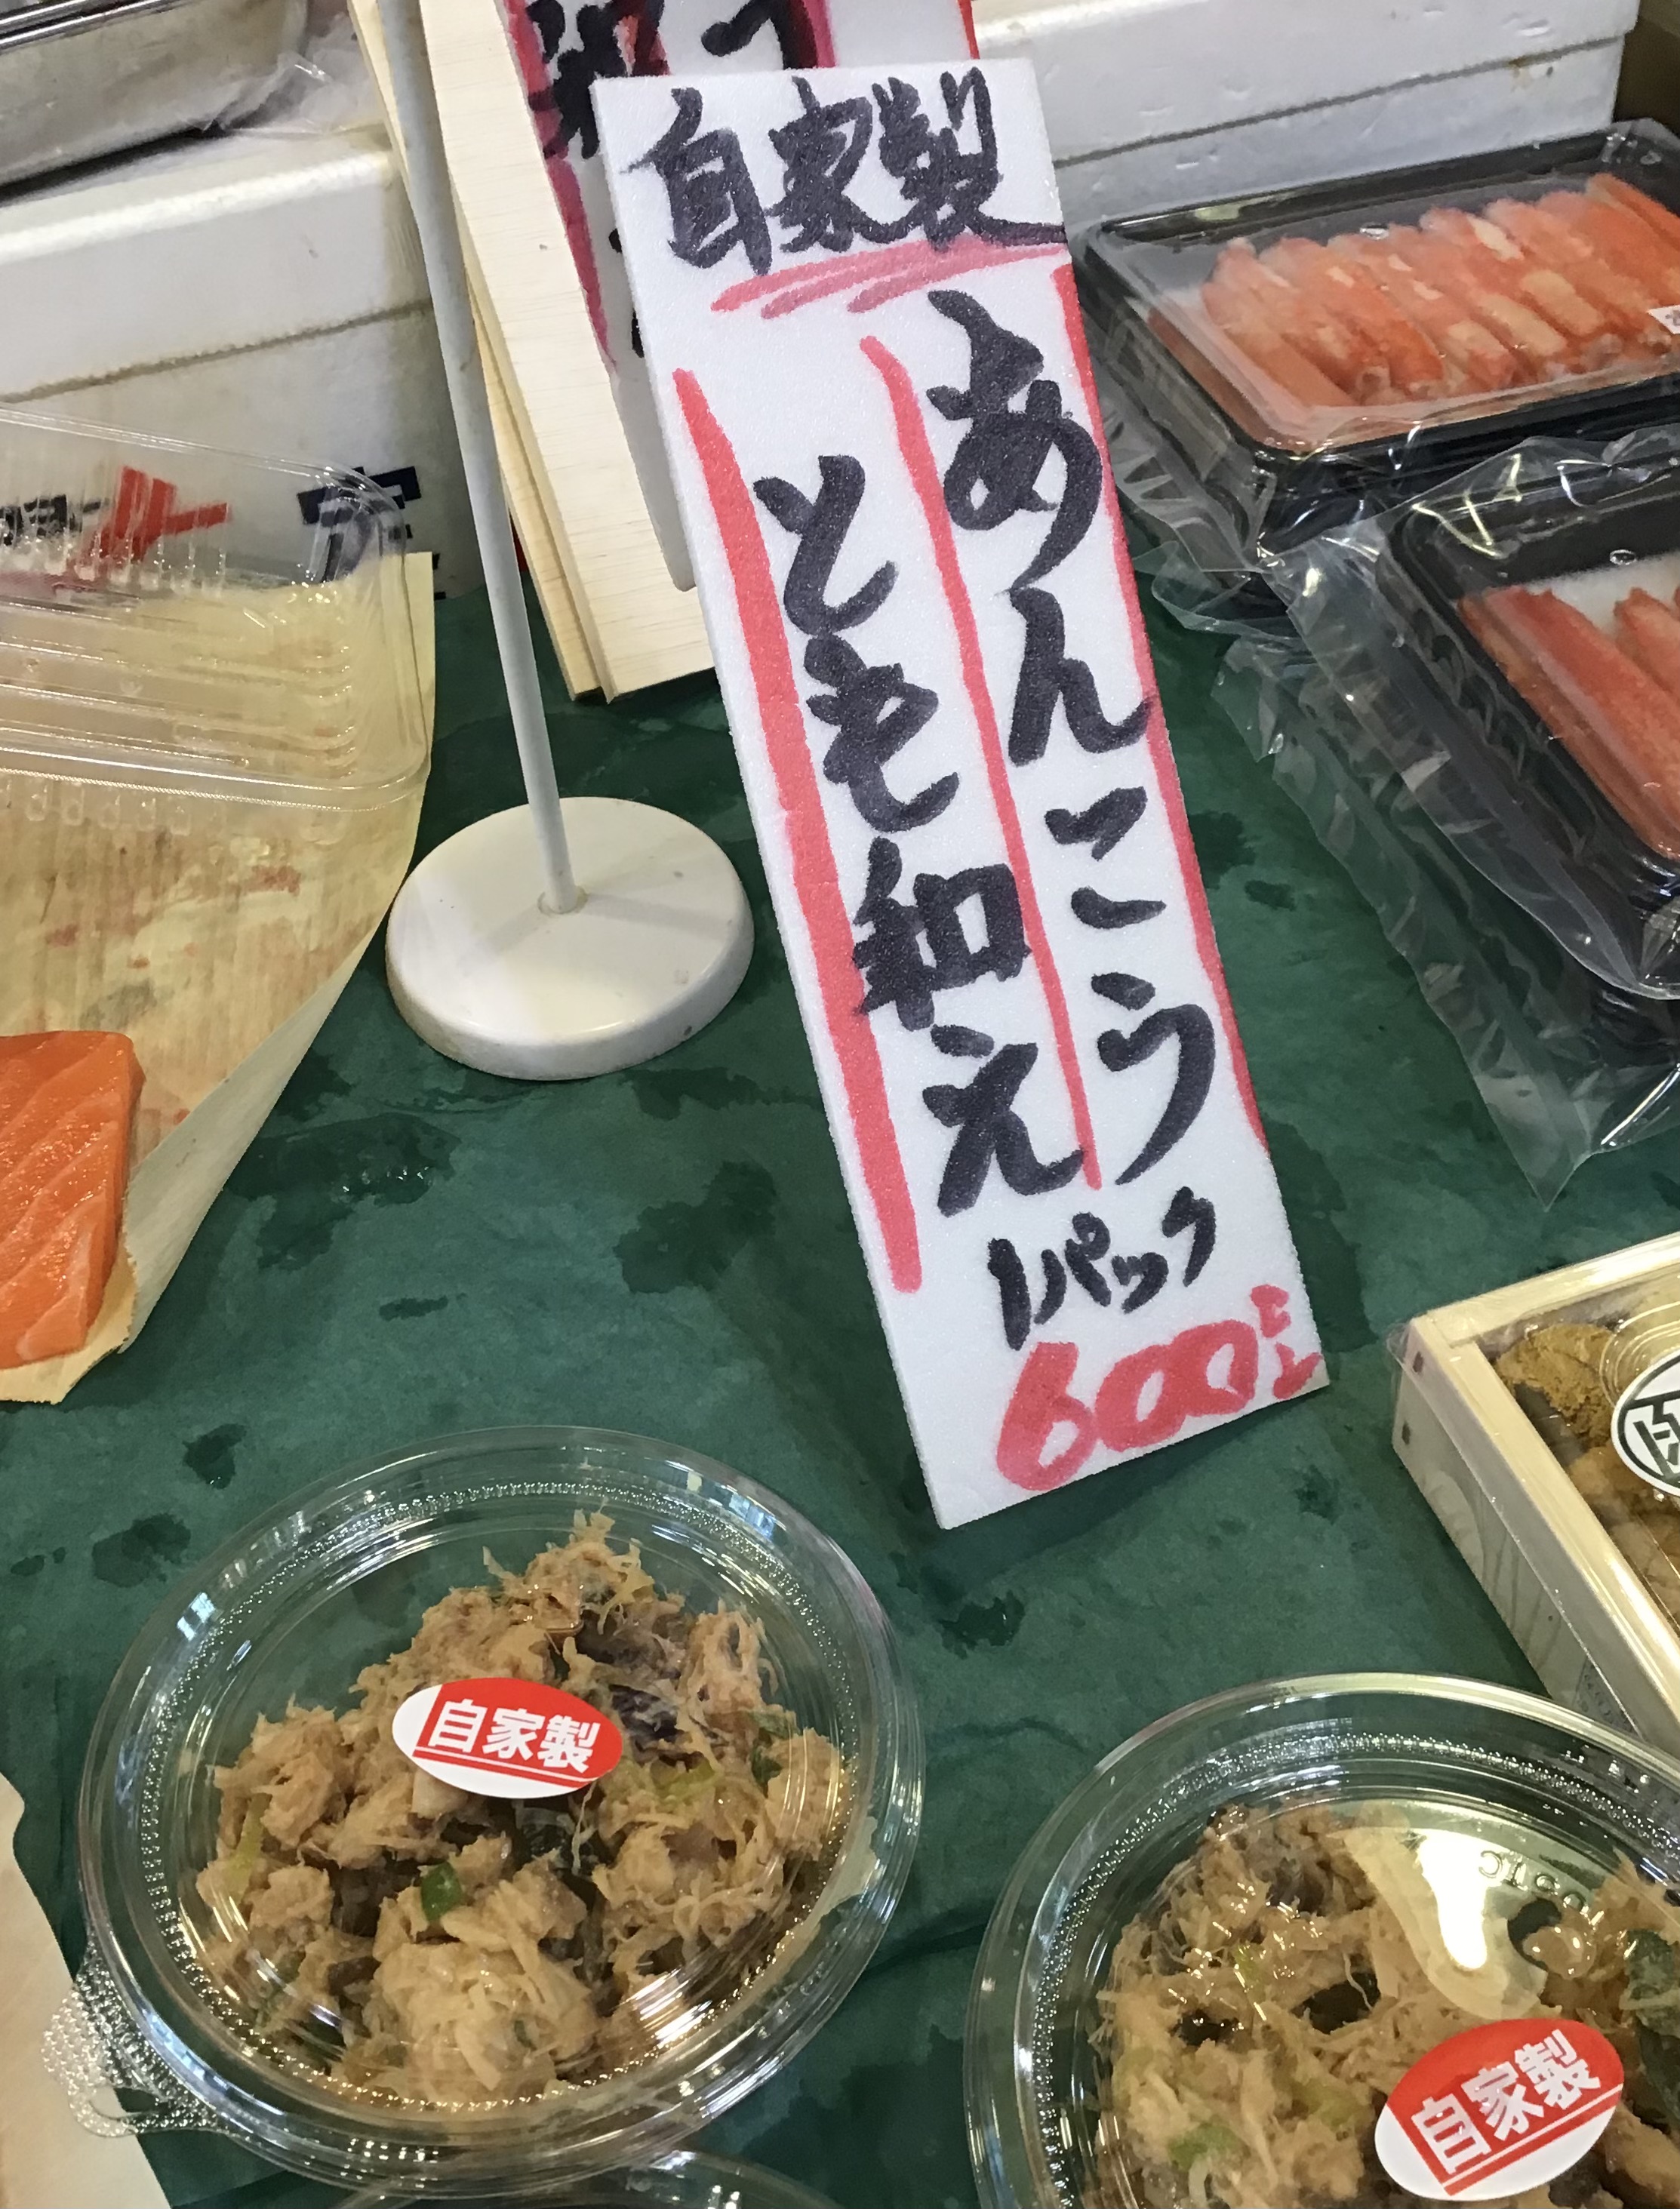 自家製
あんこう
とも和え
1パック
600円
自家製
自家製